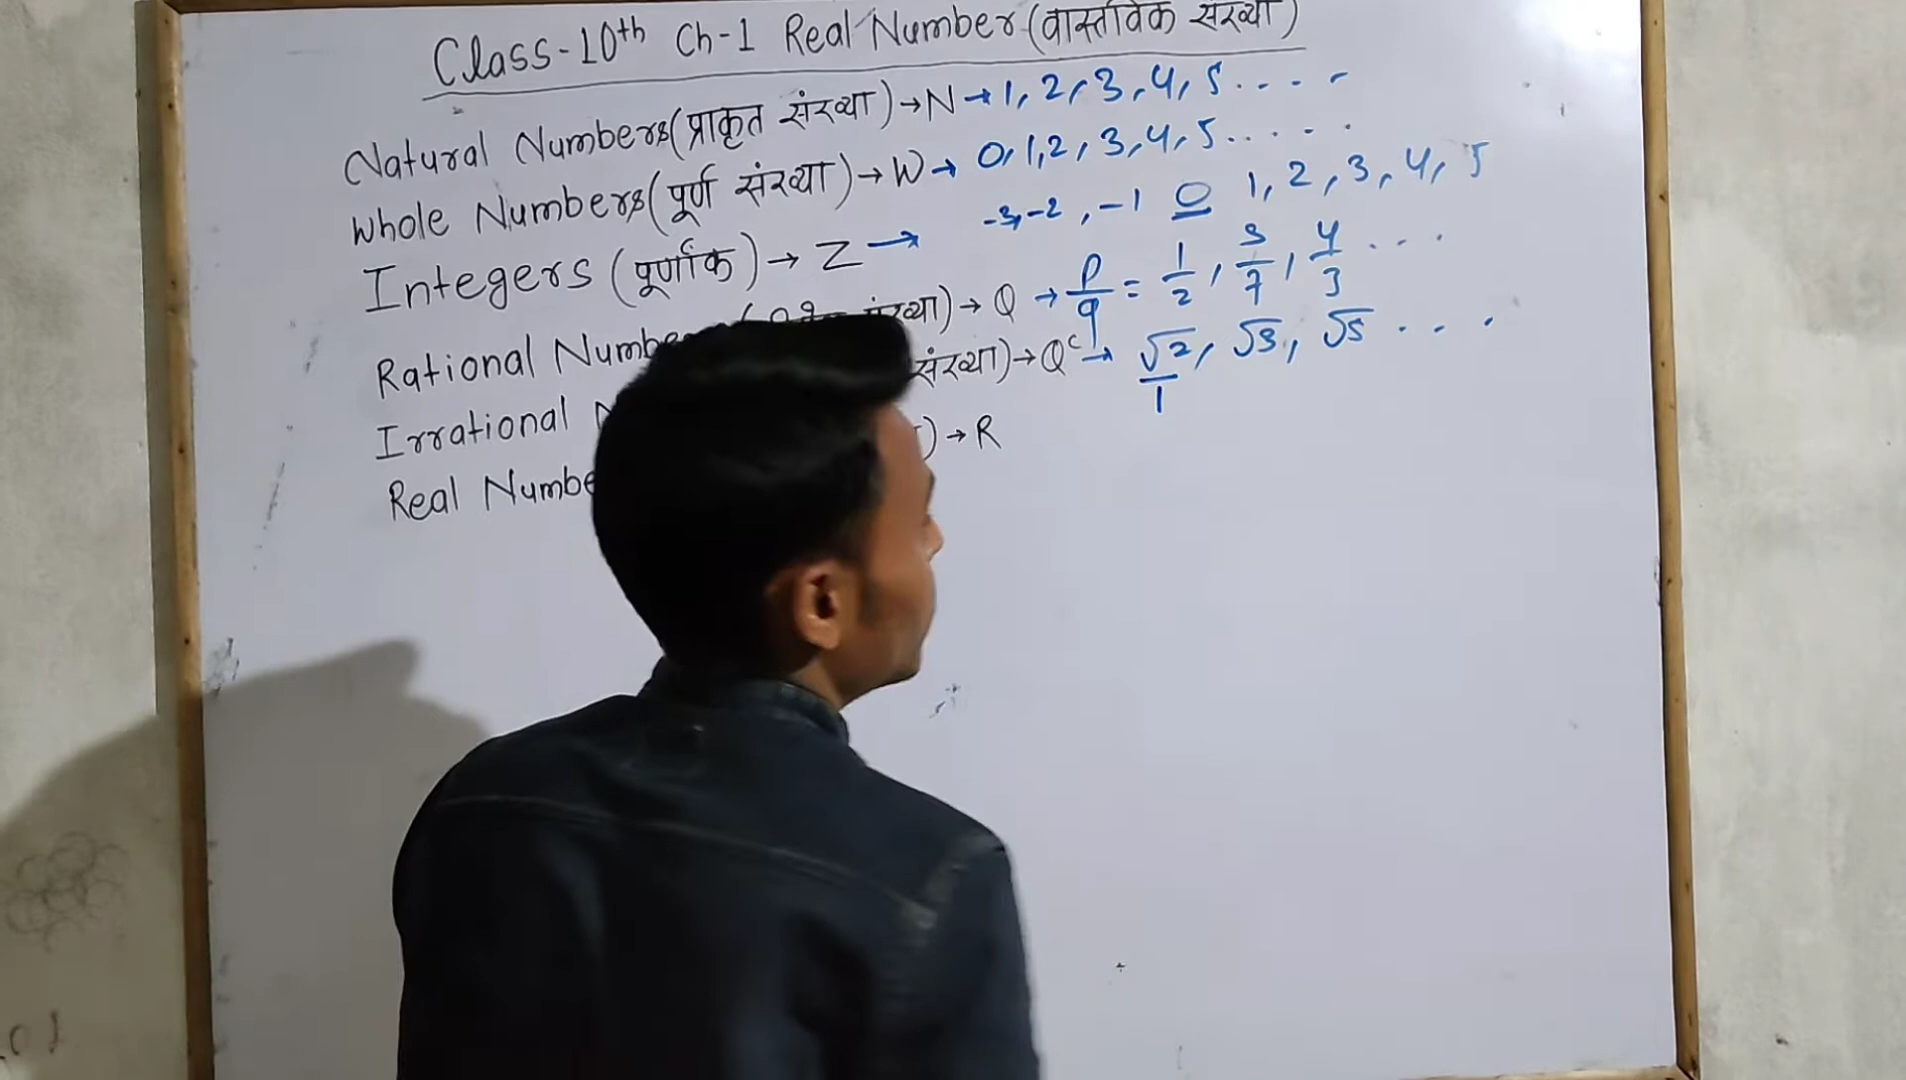 Class-10th Ch-1 Real Number (वास्तविक संख्या)
Natural Numbers (प्राकृत संख्या) → N → 1, 2, 3, 4, 5 . . . .
Whole Numbers (पूर्ण संख्या) → W → 0, 1, 2, 3, 4, 5 . . . . .
Integers (पूर्णांक) → Z → -3, -2, -1 0 1, 2, 3, 4, 5
Rational संख्या) → Q → p/q = 1/2, 3/7, 4/3 . . .
Irrational संख्या) → Qᶜ → √2/1, √3, √5 . . . .
Real ) → R